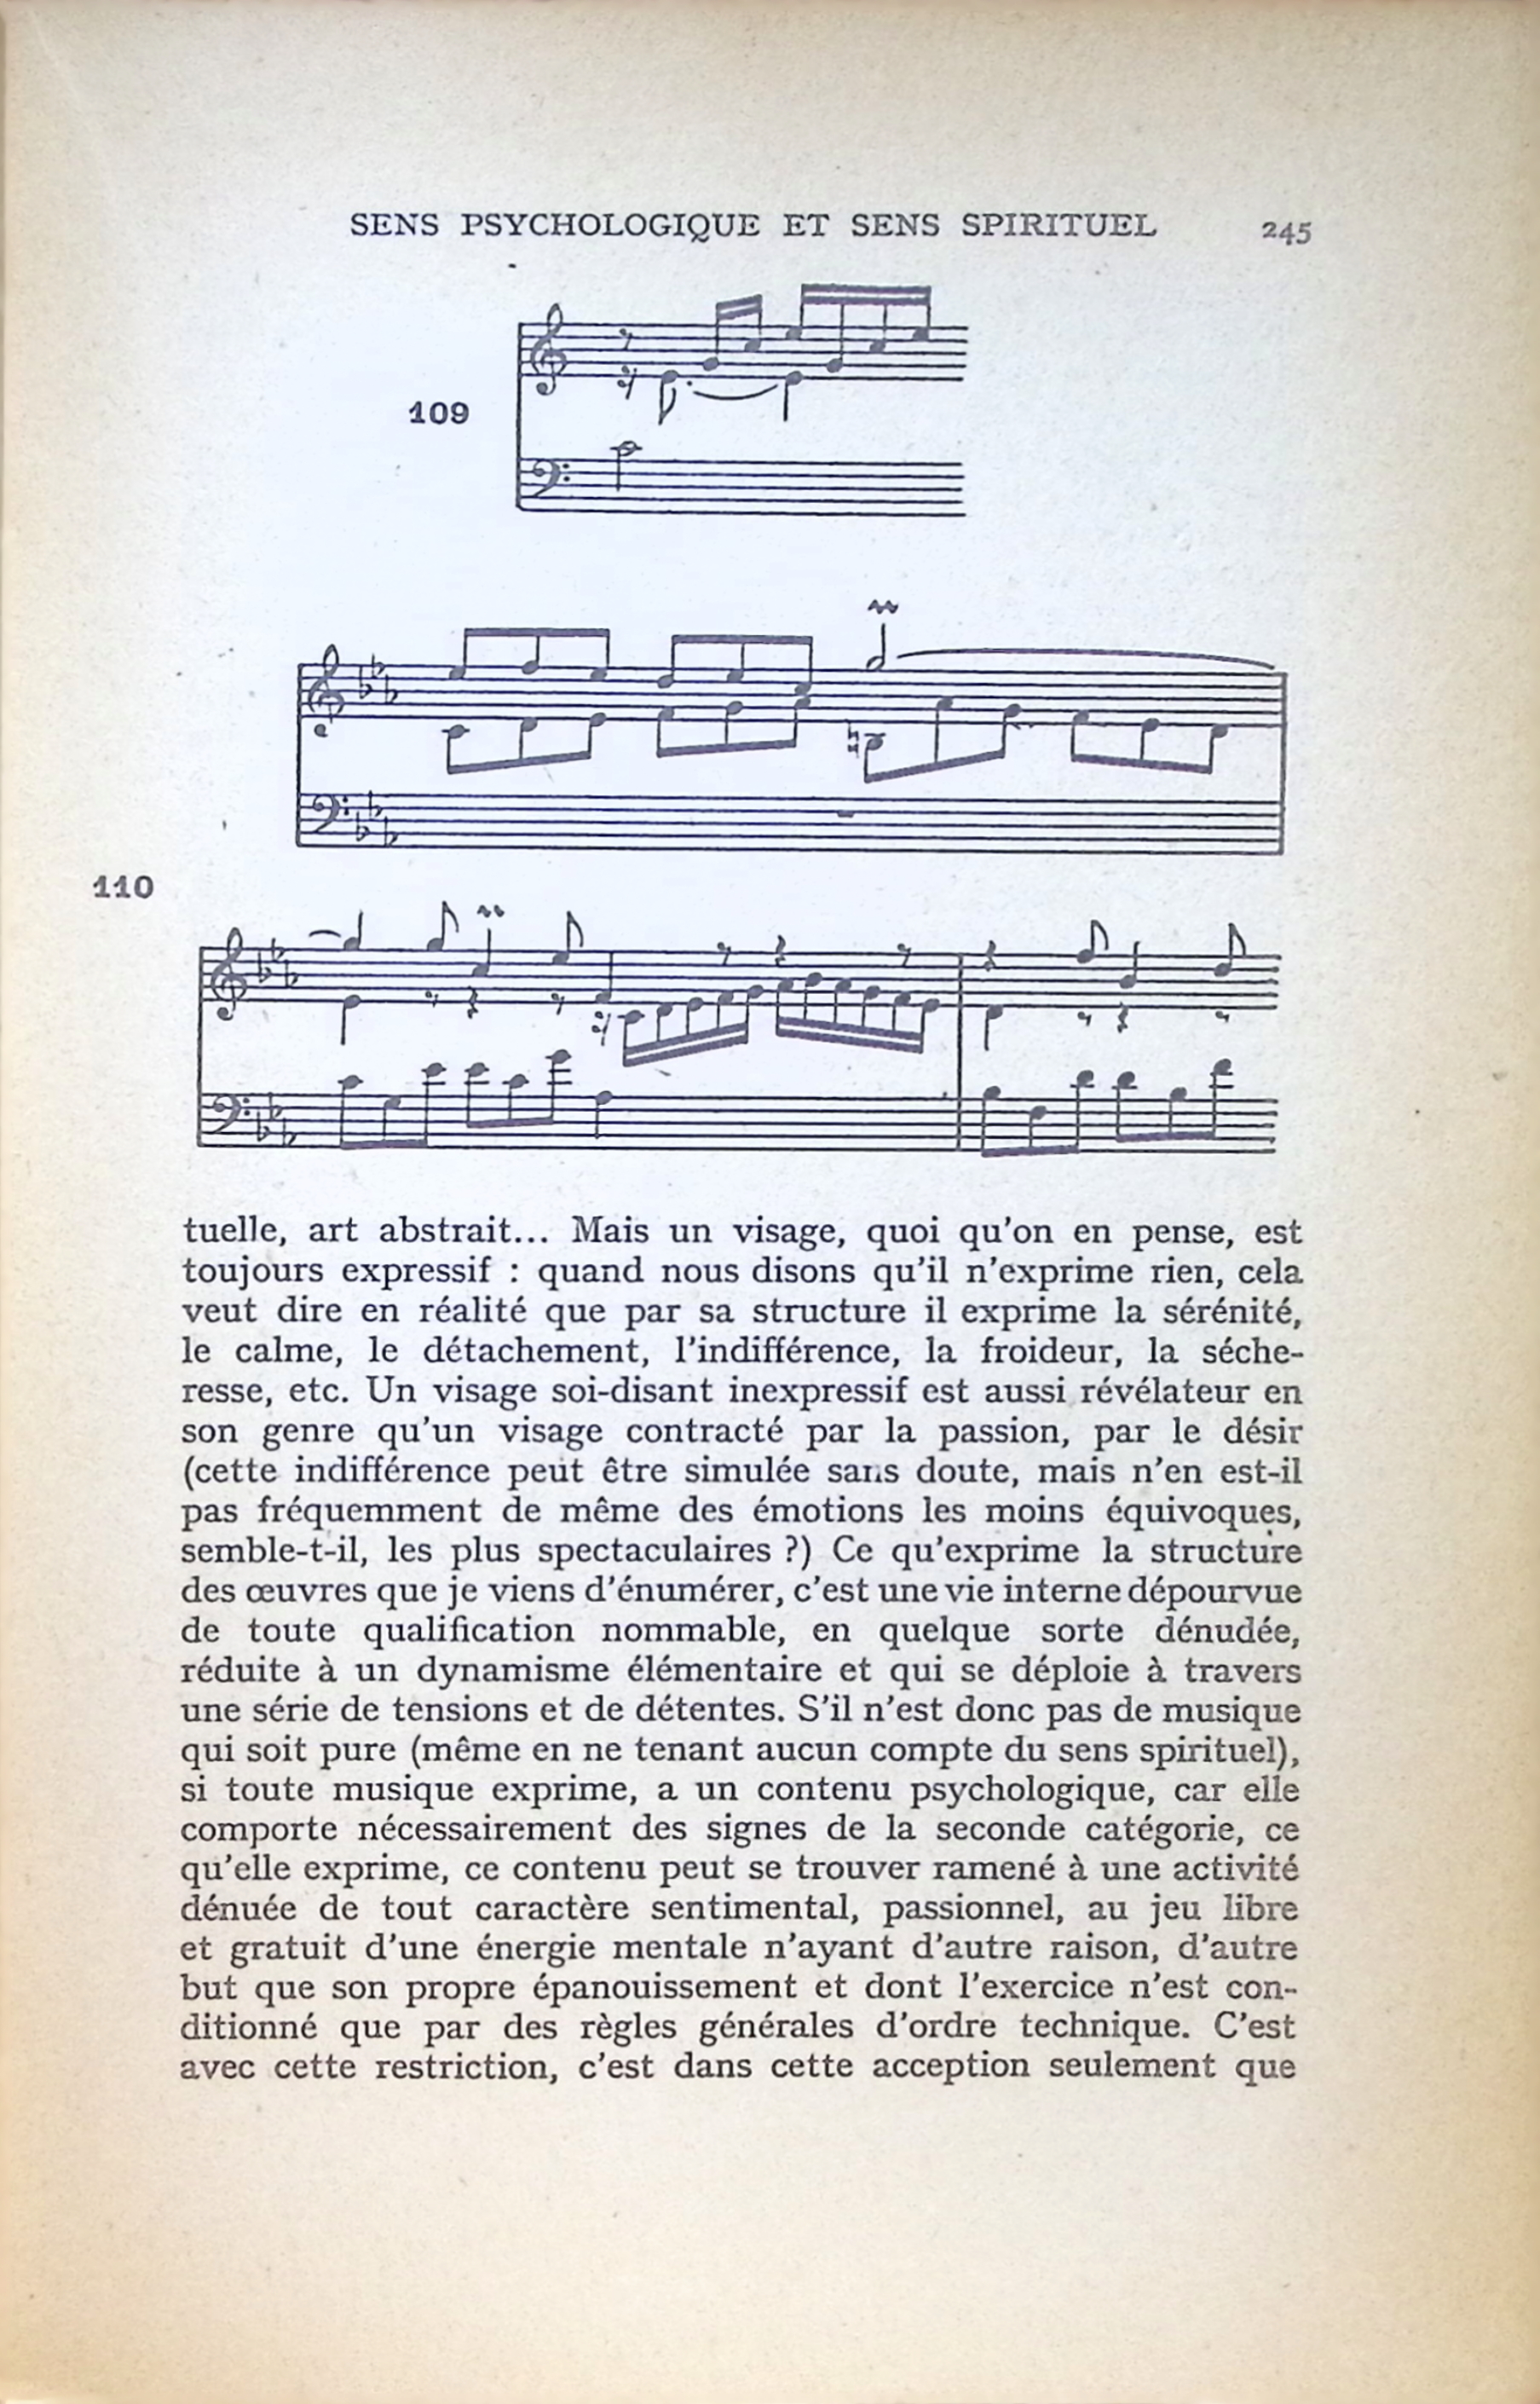 SENS PSYCHOLOGIQUE ET SENS SPIRITUEL 245
109
110
tuelle, art abstrait... Mais un visage, quoi qu'on en pense, est
toujours expressif : quand nous disons qu'il n'exprime rien, cela
veut dire en réalité que par sa structure il exprime la sérénité,
le calme, le détachement, l'indifférence, la froideur, la séche-
resse, etc. Un visage soi-disant inexpressif est aussi révélateur en
son genre qu'un visage contracté par la passion, par le désir
(cette indifférence peut être simulée sans doute, mais n'en est-il
pas fréquemment de même des émotions les moins équivoques,
semble-t-il, les plus spectaculaires ?) Ce qu'exprime la structure
des œuvres que je viens d'énumérer, c'est une vie interne dépourvue
de toute qualification nommable, en quelque sorte dénudée,
réduite à un dynamisme élémentaire et qui se déploie à travers
une série de tensions et de détentes. S'il n'est donc pas de musique
qui soit pure (même en ne tenant aucun compte du sens spirituel),
si toute musique exprime, a un contenu psychologique, car elle
comporte nécessairement des signes de la seconde catégorie, ce
qu'elle exprime, ce contenu peut se trouver ramené à une activité
dénuée de tout caractère sentimental, passionnel, au jeu libre
et gratuit d'une énergie mentale n'ayant d'autre raison, d'autre
but que son propre épanouissement et dont l'exercice n'est con-
ditionné que par des règles générales d'ordre technique. C'est
avec cette restriction, c'est dans cette acception seulement que